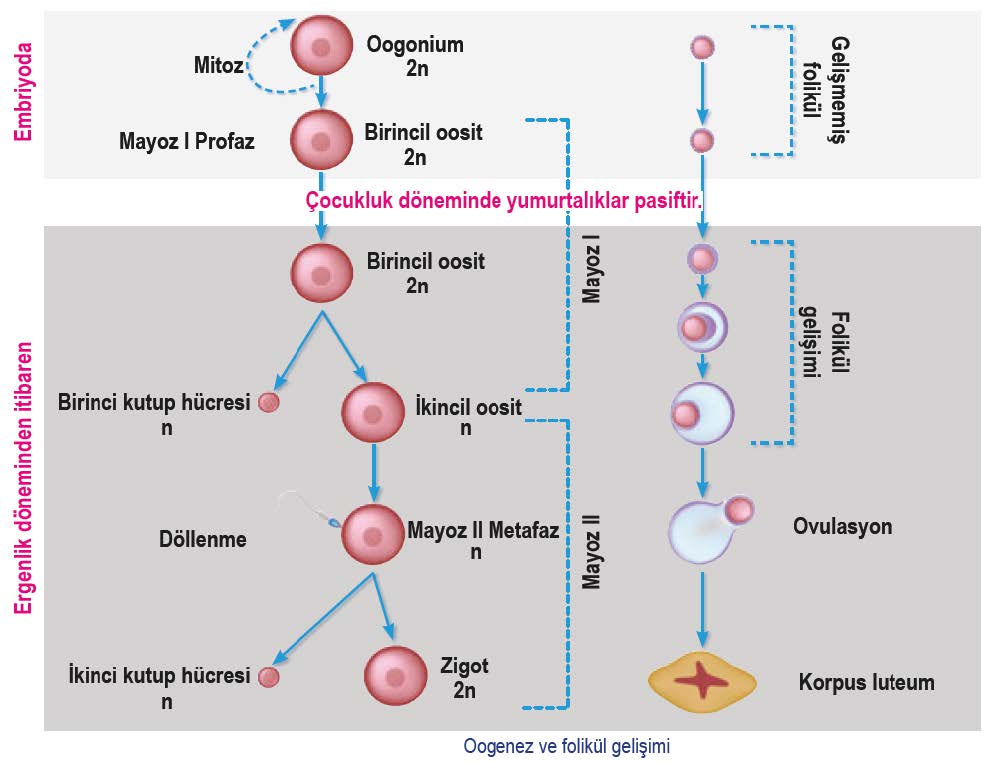 Embriyoda
Oogonium
2n
Mitoz
Mayoz I Profaz
Birincil oosit
2n
Gelişmemiş
folikül
Çocukluk döneminde yumurtalıklar pasiftir.
Ergenlik döneminden itibaren
Birincil oosit
2n
Mayoz I
Birinci kutup hücresi
n
İkincil oosit
n
Folikül
gelişimi
Döllenme
Mayoz II Metafaz
n
Mayoz II
Ovulasyon
İkinci kutup hücresi
n
Zigot
2n
Korpus luteum
Oogenez ve folikül gelişimi